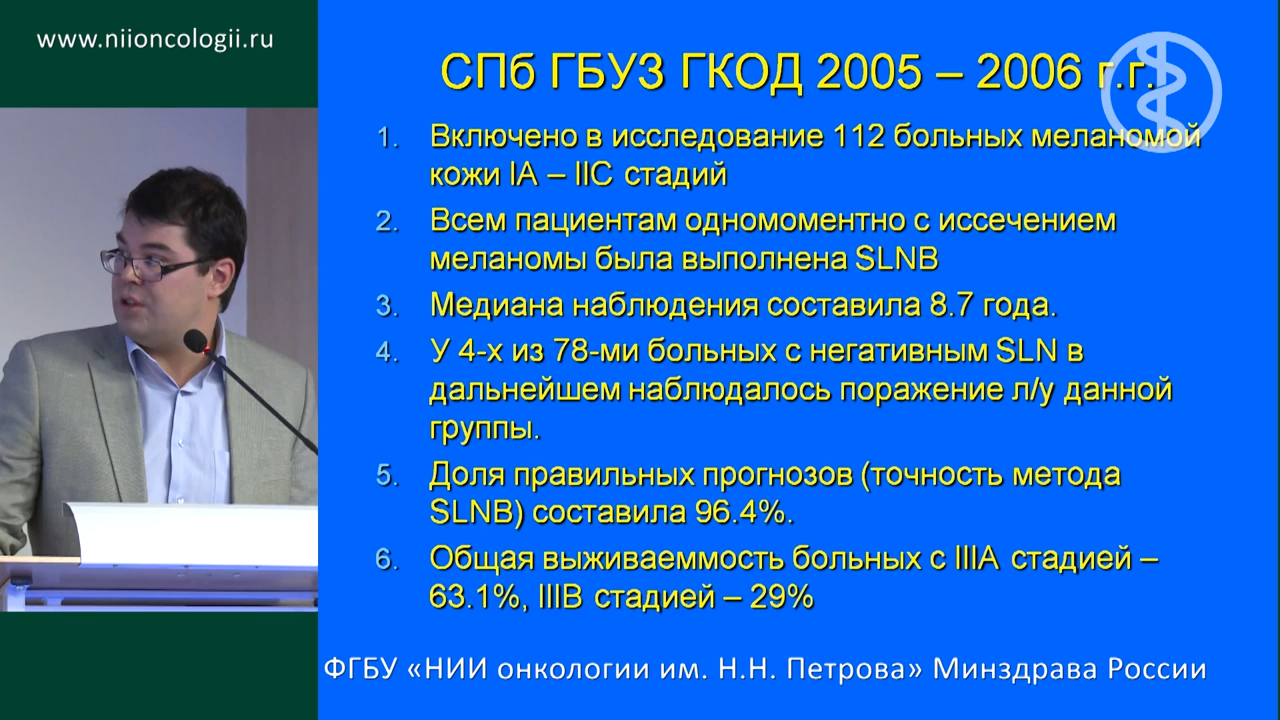 www.niioncologii.ru
СПб ГБУЗ ГКОД 2005 – 2006 г.г.
1. Включено в исследование 112 больных меланомой
кожи IA – IIC стадий
2. Всем пациентам одномоментно с иссечением
меланомы была выполнена SLNB
3. Медиана наблюдения составила 8.7 года.
4. У 4-х из 78-ми больных с негативным SLN в
дальнейшем наблюдалось поражение л/у данной
группы.
5. Доля правильных прогнозов (точность метода
SLNB) составила 96.4%.
6. Общая выживаеммость больных с IIIA стадией –
63.1%, IIIB стадией – 29%
ФГБУ «НИИ онкологии им. Н.Н. Петрова» Минздрава России